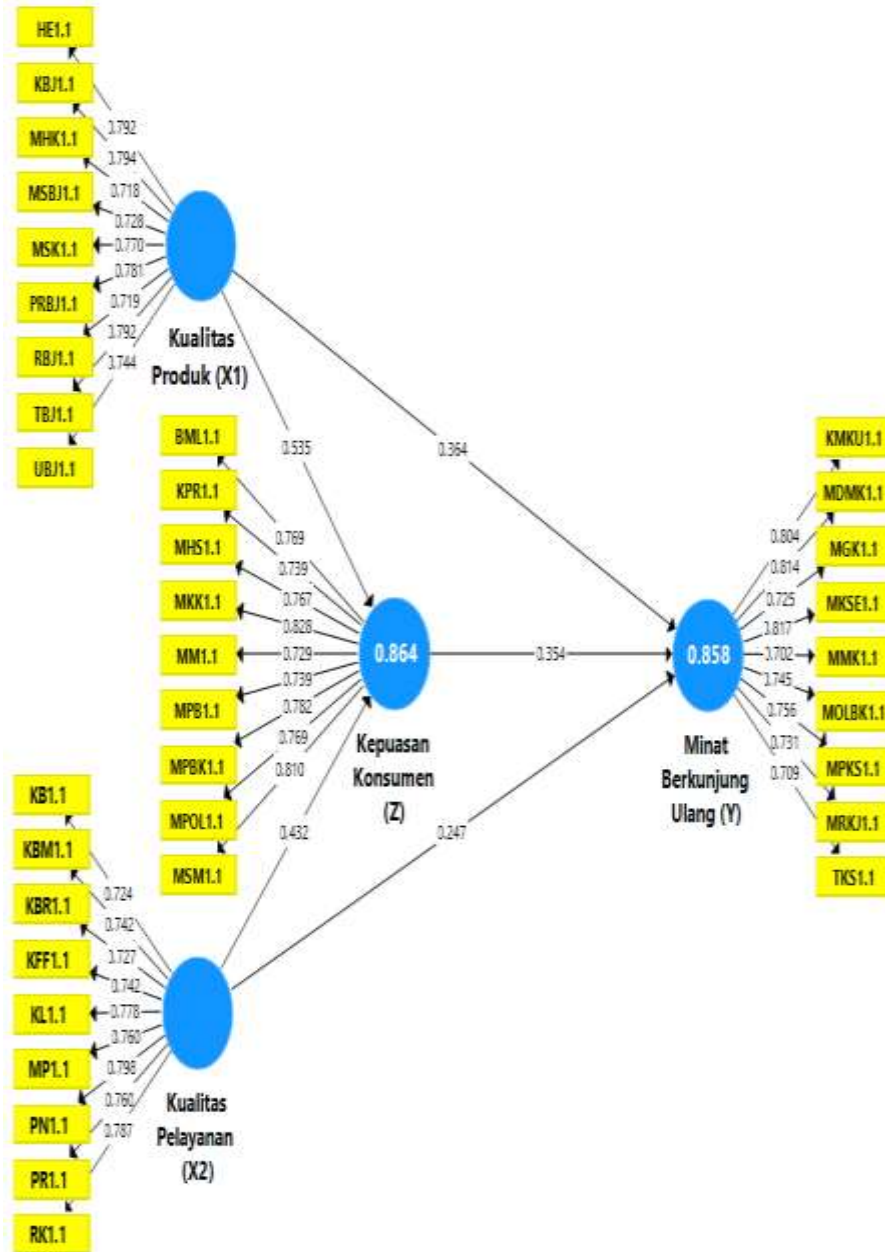 HE1.1
KBJ1.1
MHK1.1
MSBJ1.1
MSK1.1
PRBJ1.1
RBJ1.1
TBJ1.1
UBJ1.1
0.792
0.794
0.718
0.728
0.770
0.781
0.719
0.792
0.744
Kualitas
Produk (X1)
0.535
0.364
BML1.1
KPR1.1
MHS1.1
MKK1.1
MM1.1
MPB1.1
MPBK1.1
MPOL1.1
MSM1.1
0.769
0.739
0.767
0.828
0.729
0.739
0.782
0.769
0.810
0.864
Kepuasan
Konsumen
(Z)
0.354
0.432
0.247
0.858
Minat
Berkunjung
Ulang (Y)
0.804
0.814
0.725
0.817
0.702
0.745
0.756
0.731
0.709
KMKU1.1
MDMK1.1
MGK1.1
MKSE1.1
MMK1.1
MOLBK1.1
MPKS1.1
MRKJ1.1
TKS1.1
KB1.1
KBM1.1
KBR1.1
KFF1.1
KL1.1
MP1.1
PN1.1
PR1.1
RK1.1
0.724
0.742
0.727
0.742
0.778
0.760
0.798
0.760
0.787
Kualitas
Pelayanan
(X2)